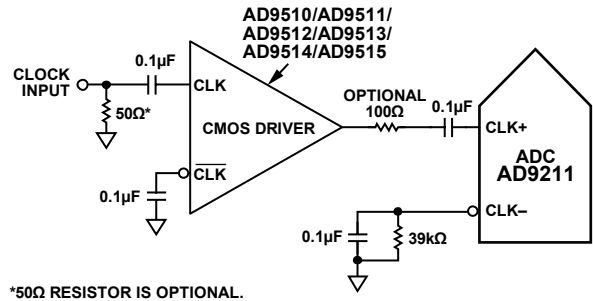 AD9510/AD9511/
AD9512/AD9513/
AD9514/AD9515
CLOCK
INPUT
0.1µF
50Ω*
CLK
CMOS DRIVER
CLK
0.1µF
OPTIONAL
100Ω
0.1µF
CLK+
ADC
AD9211
CLK–
0.1µF
39kΩ
*50Ω RESISTOR IS OPTIONAL.